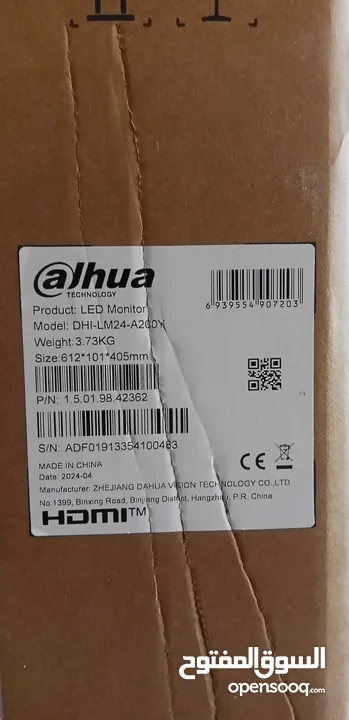 alhua
TECHNOLOGY
6 939554 907203
Product: LED Monitor
Model: DHI-LM24-A200Y
Weight:3.73KG
Size:612*101*405mm
P/N: 1.5.01.98.42362
S/N: ADF01913354100483
MADE IN CHINA
Date: 2024-04
CE
Manufacturer: ZHEJIANG DAHUA VISION TECHNOLOGY CO.,LTD
No.1399, Binxing Road, Binjiang District, Hangzhou, P.R. China
HDMI™
السوق المفتوح
opensooq.com